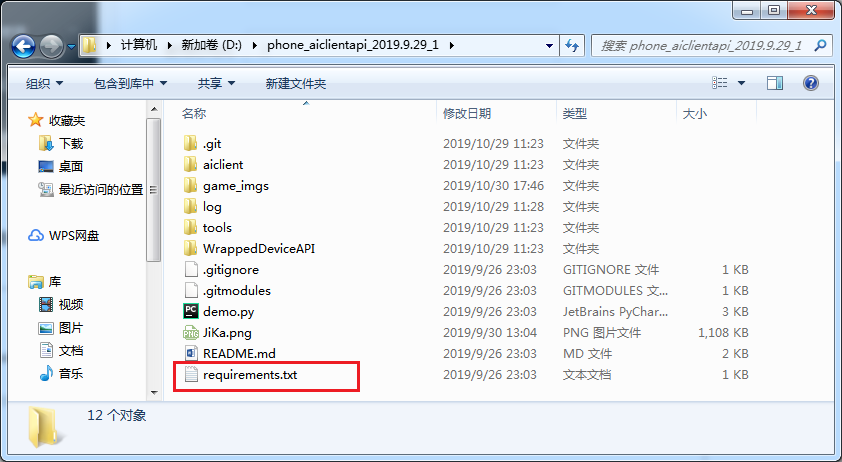 计算机 新加卷 (D:) phone_aiclientapi_2019.9.29_1 搜索 phone_aiclientapi_2019.9.29_1
组织 包含到库中 共享 新建文件夹
收藏夹
下载
桌面
最近访问的位置
WPS网盘
库
视频
图片
文档
音乐
名称 修改日期 类型 大小
.git 2019/10/29 11:23 文件夹
aiclient 2019/10/29 11:23 文件夹
game_imgs 2019/10/30 17:46 文件夹
log 2019/10/29 11:28 文件夹
tools 2019/10/29 11:23 文件夹
WrappedDeviceAPI 2019/10/29 11:23 文件夹
.gitignore 2019/9/26 23:03 GITIGNORE 文件 1 KB
.gitmodules 2019/9/26 23:03 GITMODULES 文... 1 KB
demo.py 2019/9/26 23:03 JetBrains PyChar... 3 KB
JiKa.png 2019/9/30 13:04 PNG 图片文件 1,108 KB
README.md 2019/9/26 23:03 MD 文件 2 KB
requirements.txt 2019/9/26 23:03 文本文档 1 KB
12 个对象